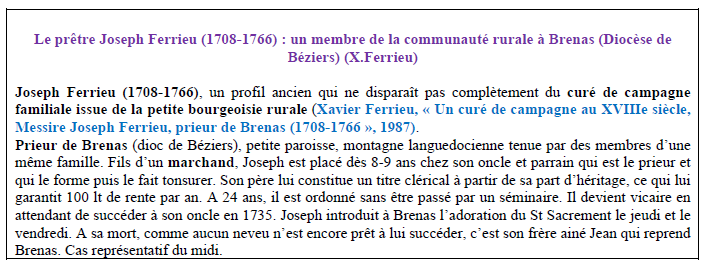 Le prêtre Joseph Ferrieu (1708-1766) : un membre de la communauté rurale à Brenas (Diocèse de
Béziers) (X.Ferrieu)
Joseph Ferrieu (1708-1766), un profil ancien qui ne disparaît pas complètement du curé de campagne
familiale issue de la petite bourgeoisie rurale (Xavier Ferrieu, « Un curé de campagne au XVIIIe siècle,
Messire Joseph Ferrieu, prieur de Brenas (1708-1766 », 1987).
Prieur de Brenas (dioc de Béziers), petite paroisse, montagne languedocienne tenue par des membres d’une
même famille. Fils d’un marchand, Joseph est placé dès 8-9 ans chez son oncle et parrain qui est le prieur et
qui le forme puis le fait tonsurer. Son père lui constitue un titre clérical à partir de sa part d’héritage, ce qui lui
garantit 100 lt de rente par an. A 24 ans, il est ordonné sans être passé par un séminaire. Il devient vicaire en
attendant de succéder à son oncle en 1735. Joseph introduit à Brenas l’adoration du St Sacrement le jeudi et le
vendredi. A sa mort, comme aucun neveu n’est encore prêt à lui succéder, c’est son frère ainé Jean qui reprend
Brenas. Cas représentatif du midi.